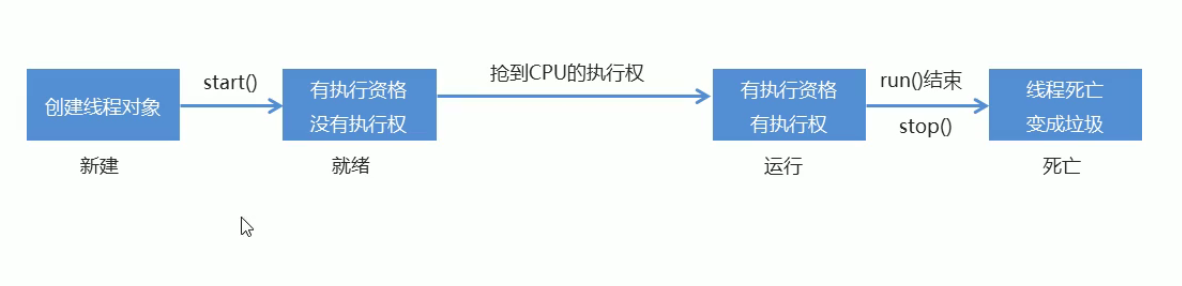 创建线程对象
新建
start()
有执行资格
没有执行权
就绪
抢到CPU的执行权
有执行资格
有执行权
运行
run()结束
stop()
线程死亡
变成垃圾
死亡